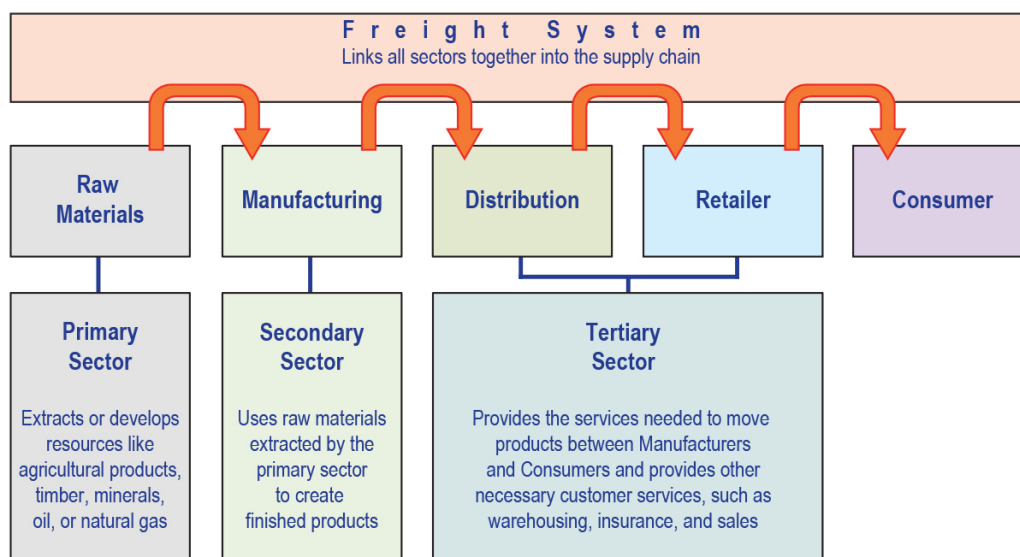 Freight System
Links all sectors together into the supply chain
Raw
Materials
Manufacturing
Distribution
Retailer
Consumer
Primary
Sector
Extracts or develops
resources like
agricultural products,
timber, minerals,
oil, or natural gas
Secondary
Sector
Uses raw materials
extracted by the
primary sector
to create
finished products
Tertiary
Sector
Provides the services needed to move
products between Manufacturers
and Consumers and provides other
necessary customer services, such as
warehousing, insurance, and sales